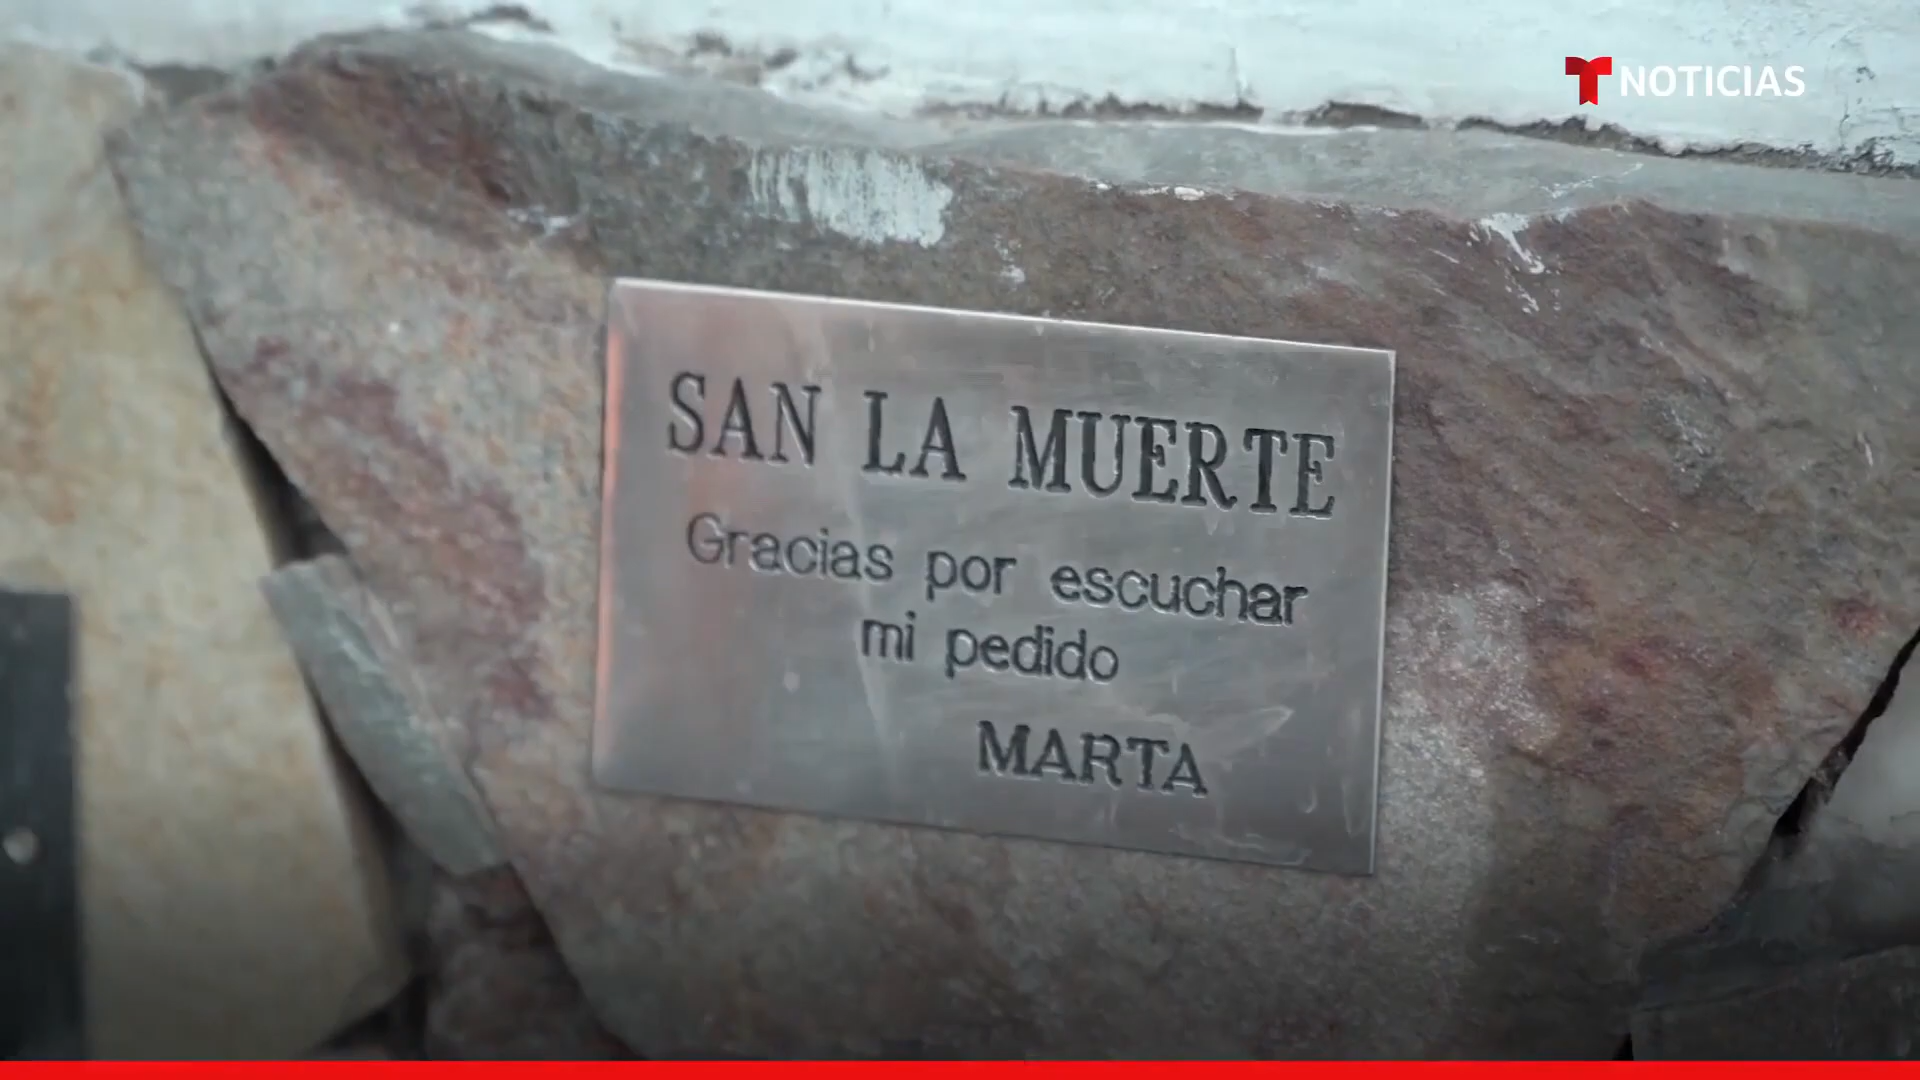 NOTICIAS
SAN LA MUERTE
Gracias por escuchar
mi pedido
MARTA